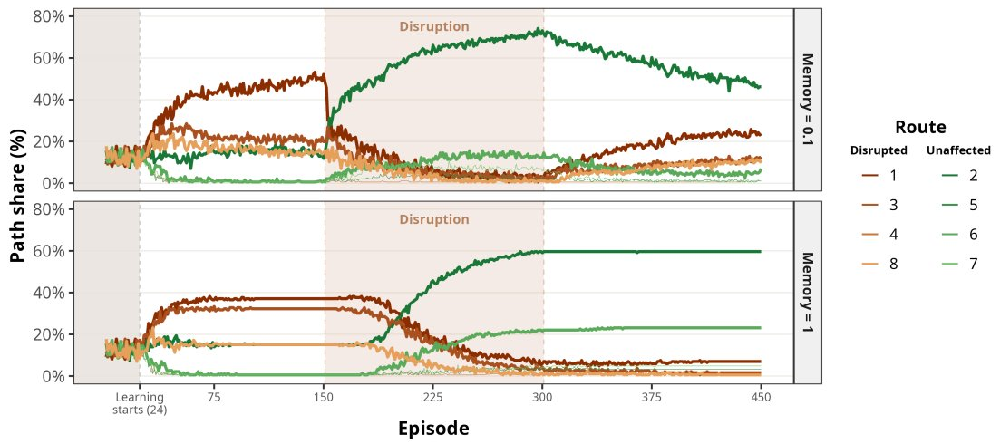 80%
60%
40%
20%
0%
Disruption
Memory = 0.1
80%
60%
40%
20%
0%
Disruption
Memory = 1
Path share (%)
Learning
starts (24)
75
150
225
300
375
450
Episode
Route
Disrupted Unaffected
1 2
3 5
4 6
8 7